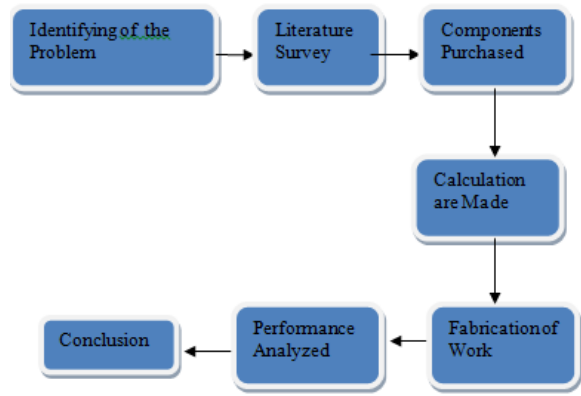 Identifying of the
Problem
Literature
Survey
Components
Purchased
Calculation
are Made
Fabrication of
Work
Performance
Analyzed
Conclusion